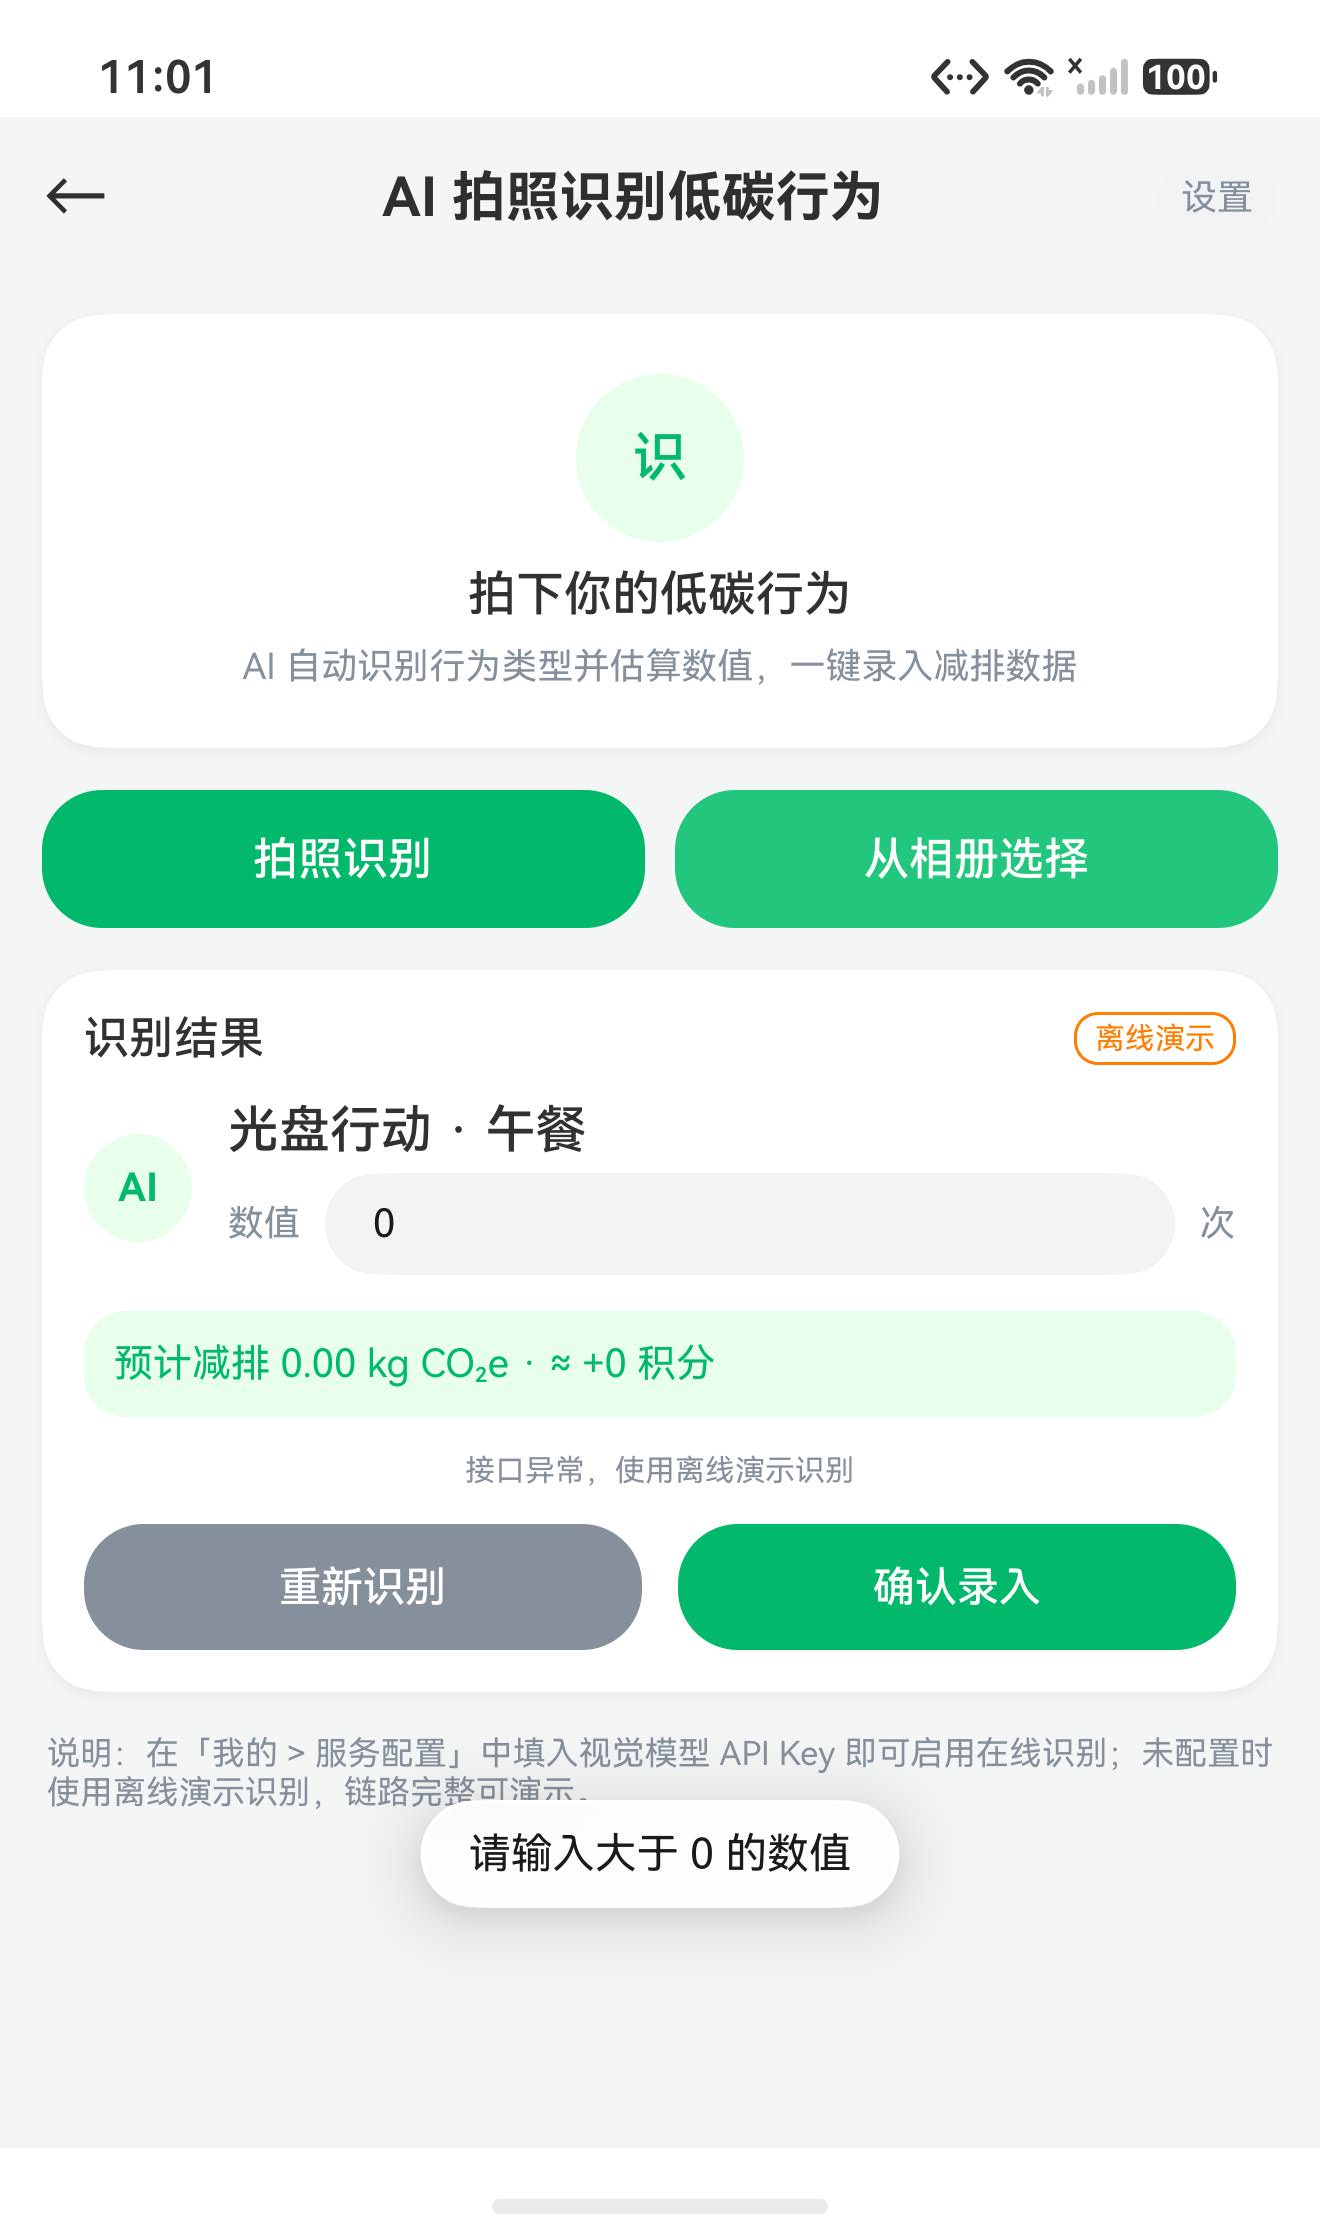 11:01
100
AI 拍照识别低碳行为
设置
识
拍下你的低碳行为
AI 自动识别行为类型并估算数值，一键录入减排数据
拍照识别
从相册选择
识别结果
离线演示
光盘行动 · 午餐
AI
数值
0
次
预计减排 0.00 kg CO₂e · ≈ +0 积分
接口异常，使用离线演示识别
重新识别
确认录入
说明：在「我的 > 服务配置」中填入视觉模型 API Key 即可启用在线识别；未配置时
使用离线演示识别，链路完整可演示。
请输入大于 0 的数值